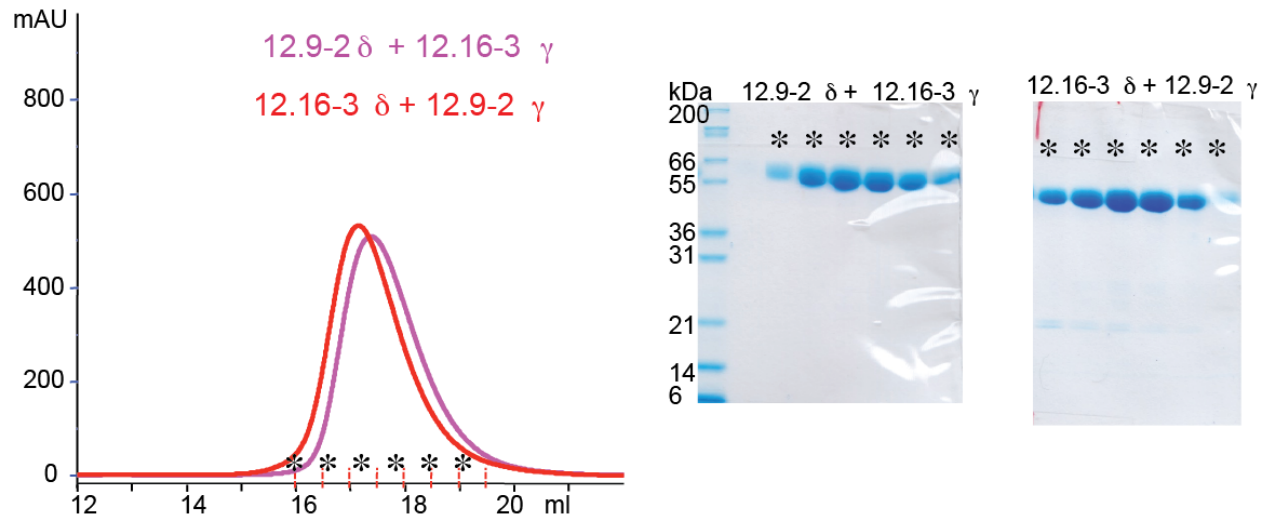 mAU
12.9-2 δ + 12.16-3 γ
12.16-3 δ + 12.9-2 γ
800
600
400
200
0
* * * * * *
12 14 16 18 20 ml
kDa 12.9-2 δ + 12.16-3 γ
200
* * * * * *
66
55
36
31
21
14
6
12.16-3 δ + 12.9-2 γ
* * * * * *